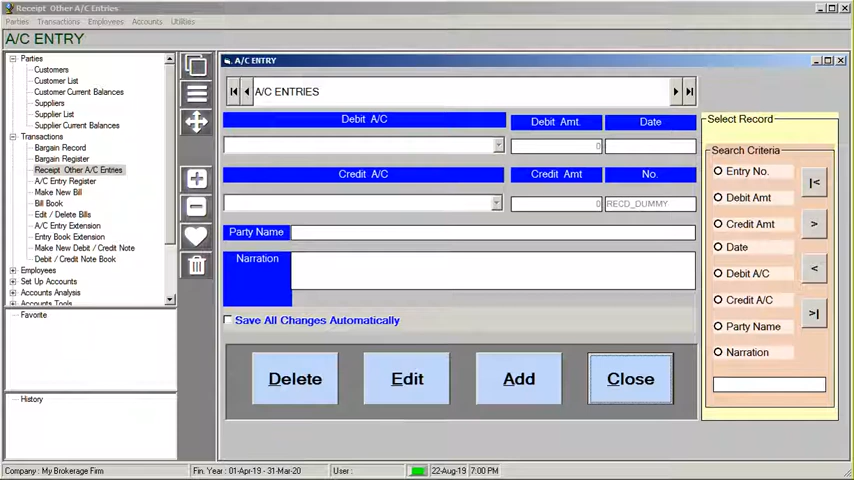 Receipt Other A/C Entries
Parties Transactions Employees Accounts Utilities
A/C ENTRY
Parties
Customers
Customer List
Customer Current Balances
Suppliers
Supplier List
Supplier Current Balances
Transactions
Bargain Record
Bargain Register
Receipt Other A/C Entries
A/C Entry Register
Make New Bill
Bill Book
Edit / Delete Bills
A/C Entry Extension
Entry Book Extension
Make New Debit / Credit Note
Debit / Credit Note Book
Employees
Set Up Accounts
Accounts Analysis
Accounts Tools
Favorite
History
A/C ENTRY
A/C ENTRIES
Debit A/C Debit Amt. Date
0
Credit A/C Credit Amt No.
0 RECD_DUMMY
Party Name
Narration
Save All Changes Automatically
Delete Edit Add Close
Select Record
Search Criteria
Entry No.
Debit Amt
Credit Amt
Date
Debit A/C
Credit A/C
Party Name
Narration
|<
>
<
>|
Company : My Brokerage Firm Fin. Year : 01-Apr-19 - 31-Mar-20 User : 22-Aug-19 7:00 PM